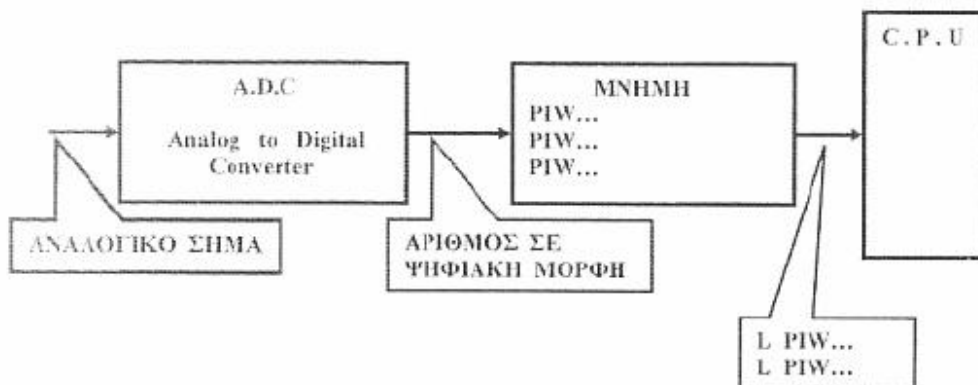 C.P.U
A.D.C
Analog to Digital
Converter
ΜΝΗΜΗ
PIW...
PIW...
PIW...
ΑΝΑΛΟΓΙΚΟ ΣΗΜΑ
ΑΡΙΘΜΟΣ ΣΕ
ΨΗΦΙΑΚΗ ΜΟΡΦΗ
L PIW...
L PIW...